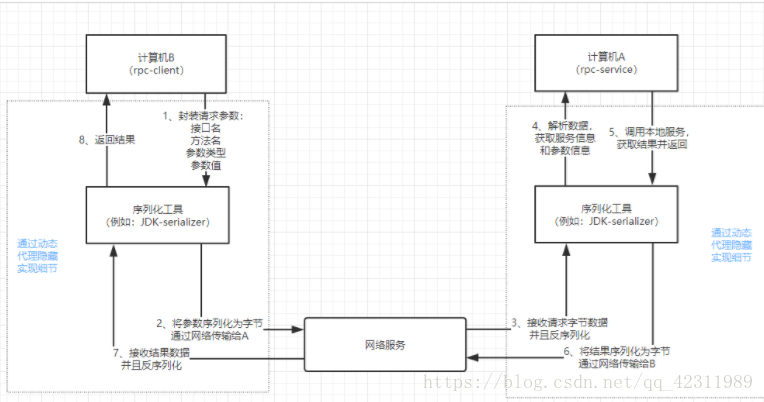 计算机B
（rpc-client）
计算机A
（rpc-service）
1、封装请求参数：
接口名
方法名
参数类型
参数值
8、返回结果
4、解析数据，
获取服务信息
和参数信息
5、调用本地服务，
获取结果并返回
序列化工具
（例如：JDK-serializer）
序列化工具
（例如：JDK-serializer）
通过动态
代理隐藏
实现细节
通过动态
代理隐藏
实现细节
2、将参数序列化为字节
通过网络传输给A
网络服务
3、接收请求字节数据
并且反序列化
7、接收结果数据
并且反序列化
6、将结果序列化为字节
通过网络传输给B
https://blog.csdn.net/qq_42311989